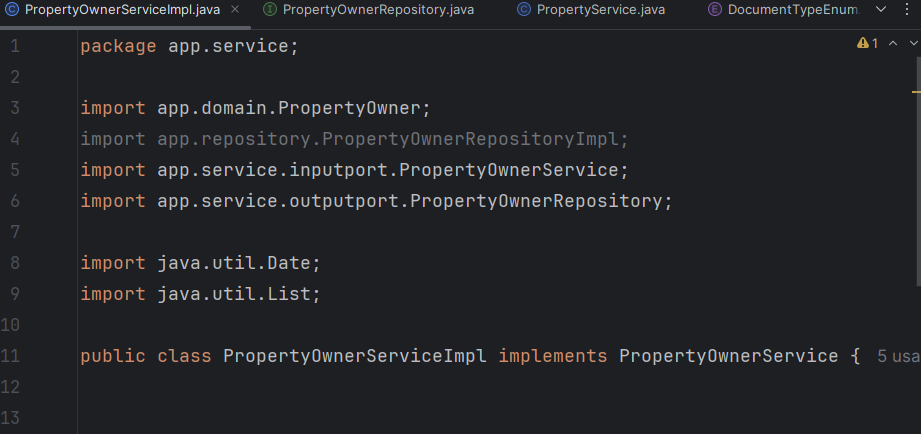 PropertyOwnerServiceImpl.java PropertyOwnerRepository.java PropertyService.java DocumentTypeEnum.
1 package app.service; 1
2
3 import app.domain.PropertyOwner;
4 import app.repository.PropertyOwnerRepositoryImpl;
5 import app.service.inputport.PropertyOwnerService;
6 import app.service.outputport.PropertyOwnerRepository;
7
8 import java.util.Date;
9 import java.util.List;
10
11 public class PropertyOwnerServiceImpl implements PropertyOwnerService { 5 usa
12
13